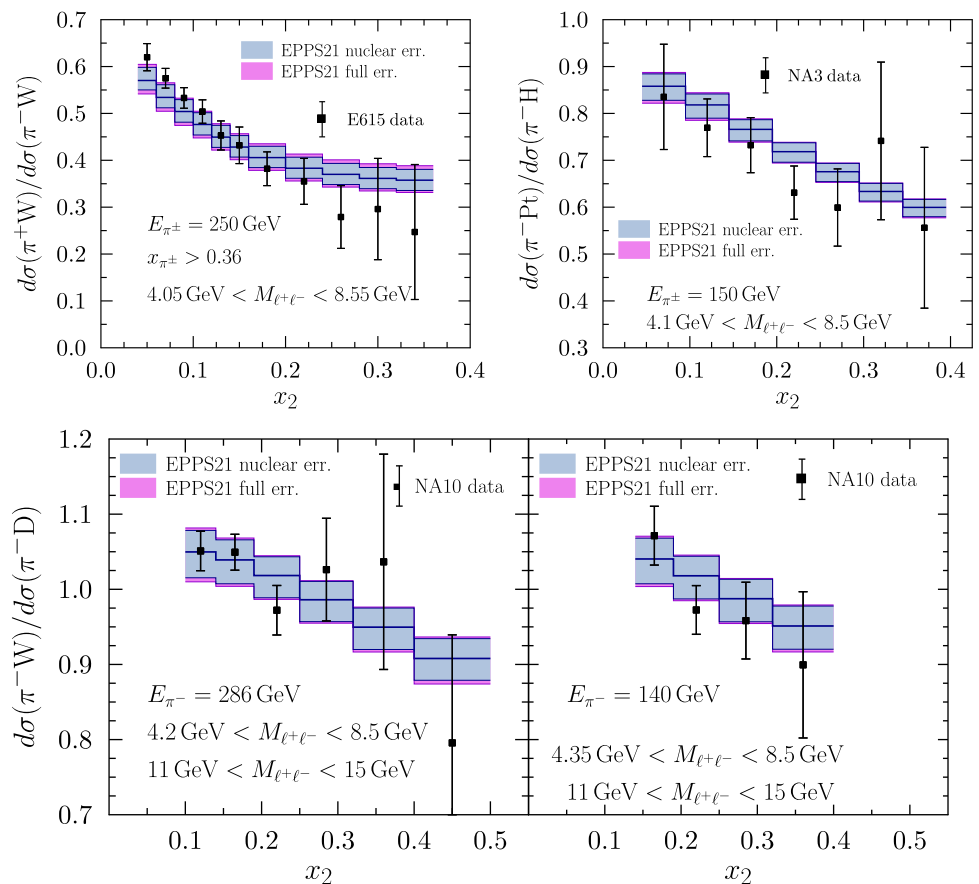 0.7
0.6
0.5
0.4
0.3
0.2
0.1
0.0
dσ(π⁺W)/dσ(π⁻W)
EPPS21 nuclear err.
EPPS21 full err.
E615 data
E_{π±} = 250 GeV
x_{π±} > 0.36
4.05 GeV < M_{ℓ⁺ℓ⁻} < 8.55 GeV
0.0 0.1 0.2 0.3 0.4
x₂
1.0
0.9
0.8
0.7
0.6
0.5
0.4
0.3
dσ(π⁻Pt)/dσ(π⁻H)
NA3 data
EPPS21 nuclear err.
EPPS21 full err.
E_{π±} = 150 GeV
4.1 GeV < M_{ℓ⁺ℓ⁻} < 8.5 GeV
0.0 0.1 0.2 0.3 0.4
x₂
1.2
1.1
1.0
0.9
0.8
0.7
dσ(π⁻W)/dσ(π⁻D)
EPPS21 nuclear err.
EPPS21 full err.
NA10 data
E_{π⁻} = 286 GeV
4.2 GeV < M_{ℓ⁺ℓ⁻} < 8.5 GeV
11 GeV < M_{ℓ⁺ℓ⁻} < 15 GeV
0.1 0.2 0.3 0.4 0.5
x₂
EPPS21 nuclear err.
EPPS21 full err.
NA10 data
E_{π⁻} = 140 GeV
4.35 GeV < M_{ℓ⁺ℓ⁻} < 8.5 GeV
11 GeV < M_{ℓ⁺ℓ⁻} < 15 GeV
0.1 0.2 0.3 0.4 0.5
x₂